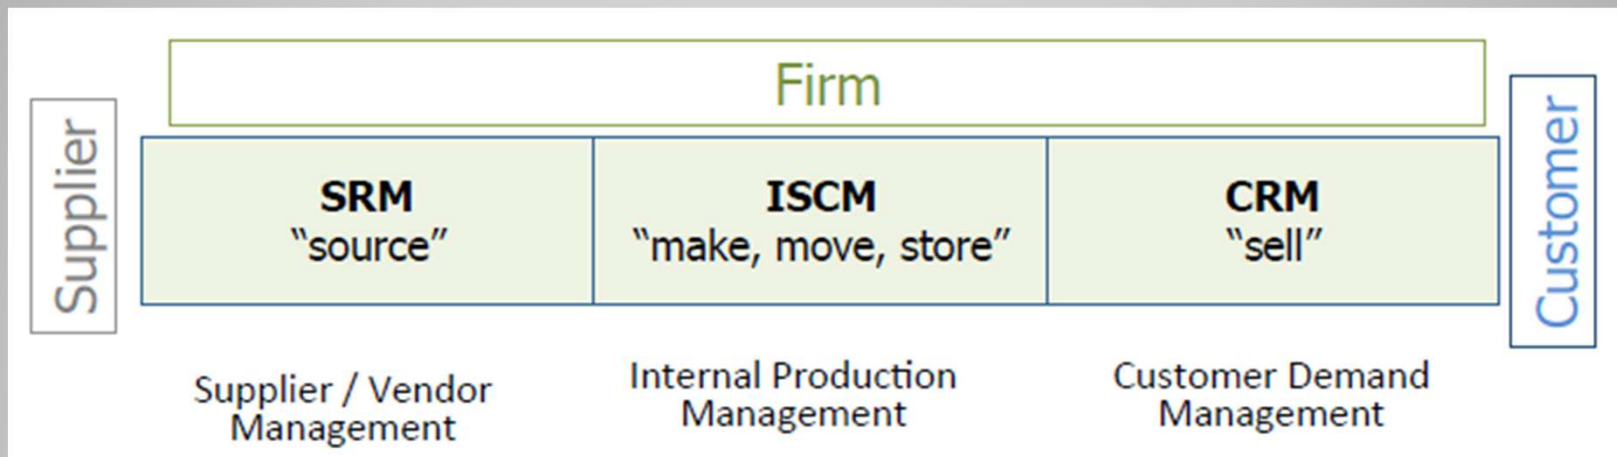 Firm
Supplier
SRM
“source”
ISCM
“make, move, store”
CRM
“sell”
Customer
Supplier / Vendor
Management
Internal Production
Management
Customer Demand
Management